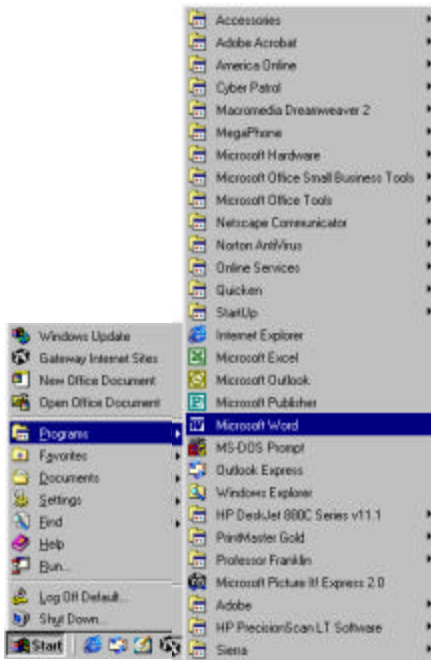 Accessories
Adobe Acrobat
America Online
Cyber Patrol
Macromedia Dreamweaver 2
MegaPhone
Microsoft Hardware
Microsoft Office Small Business Tools
Microsoft Office Tools
Netscape Communicator
Norton AntiVirus
Online Services
Quicken
StartUp
Internet Explorer
Microsoft Excel
Microsoft Outlook
Microsoft Publisher
Microsoft Word
MS-DOS Prompt
Outlook Express
Windows Explorer
HP DeskJet 880C Series v11.1
PrintMaster Gold
Professor Franklin
Microsoft Picture It! Express 2.0
Adobe
HP PrecisionScan LT Software
Sierra
Windows Update
Gateway Internet Sites
New Office Document
Open Office Document
Programs
Favorites
Documents
Settings
Find
Help
Run...
Log Off Default...
Shut Down...
Start